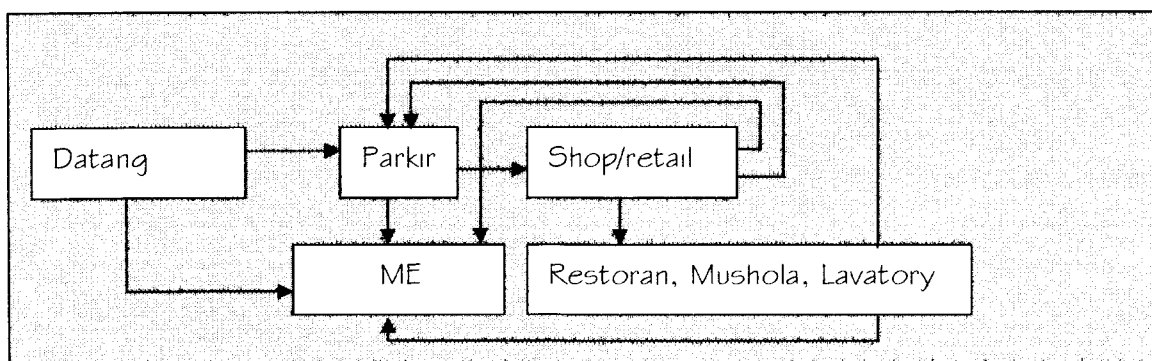 Datang
Parkir
Shop/retail
ME
Restoran, Mushola, Lavatory